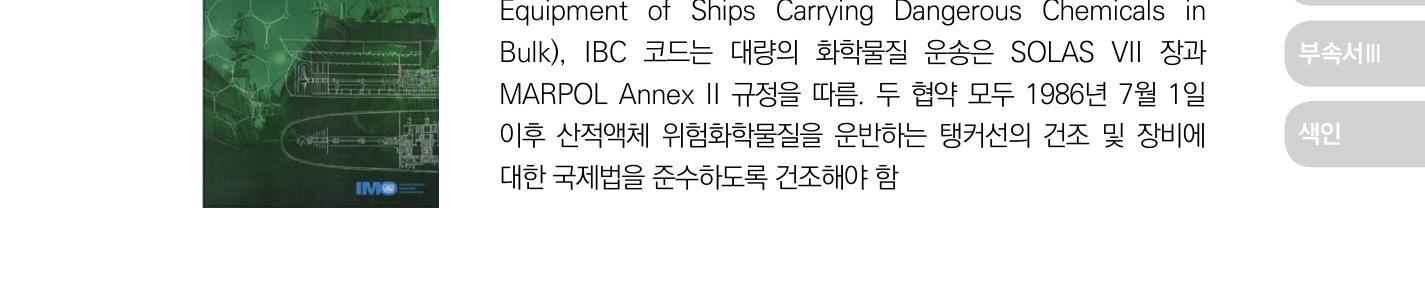 Equipment of Ships Carrying Dangerous Chemicals in
Bulk), IBC 코드는 대량의 화학물질 운송은 SOLAS VII 장과
MARPOL Annex II 규정을 따름. 두 협약 모두 1986년 7월 1일
이후 산적액체 위험화학물질을 운반하는 탱커선의 건조 및 장비에
대한 국제법을 준수하도록 건조해야 함
IMO
부속서Ⅲ
색인